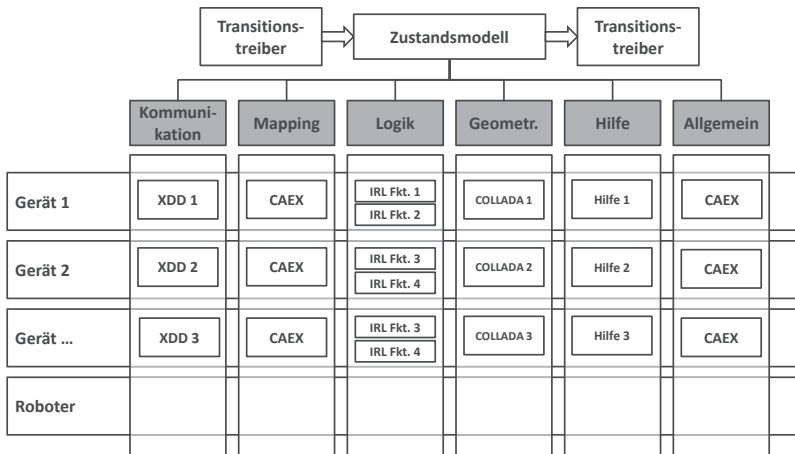 Transitions-
treiber
Zustandsmodell
Transitions-
treiber
Kommuni-
kation
Mapping
Logik
Geometr.
Hilfe
Allgemein
Gerät 1
XDD 1
CAEX
IRL Fkt. 1
IRL Fkt. 2
COLLADA 1
Hilfe 1
CAEX
Gerät 2
XDD 2
CAEX
IRL Fkt. 3
IRL Fkt. 4
COLLADA 2
Hilfe 2
CAEX
Gerät ...
XDD 3
CAEX
IRL Fkt. 3
IRL Fkt. 4
COLLADA 3
Hilfe 3
CAEX
Roboter